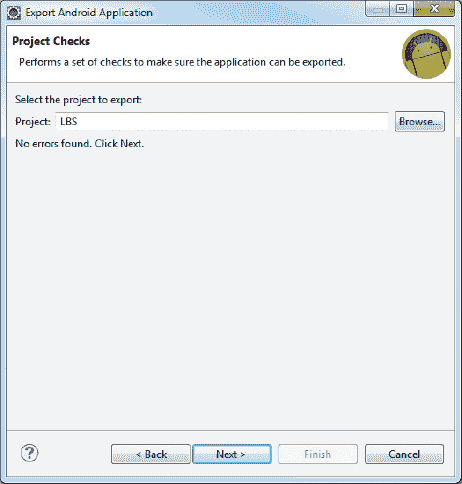 Export Android Application
Project Checks
Performs a set of checks to make sure the application can be exported.
Select the project to export:
Project: LBS Browse...
No errors found. Click Next.
? < Back Next > Finish Cancel